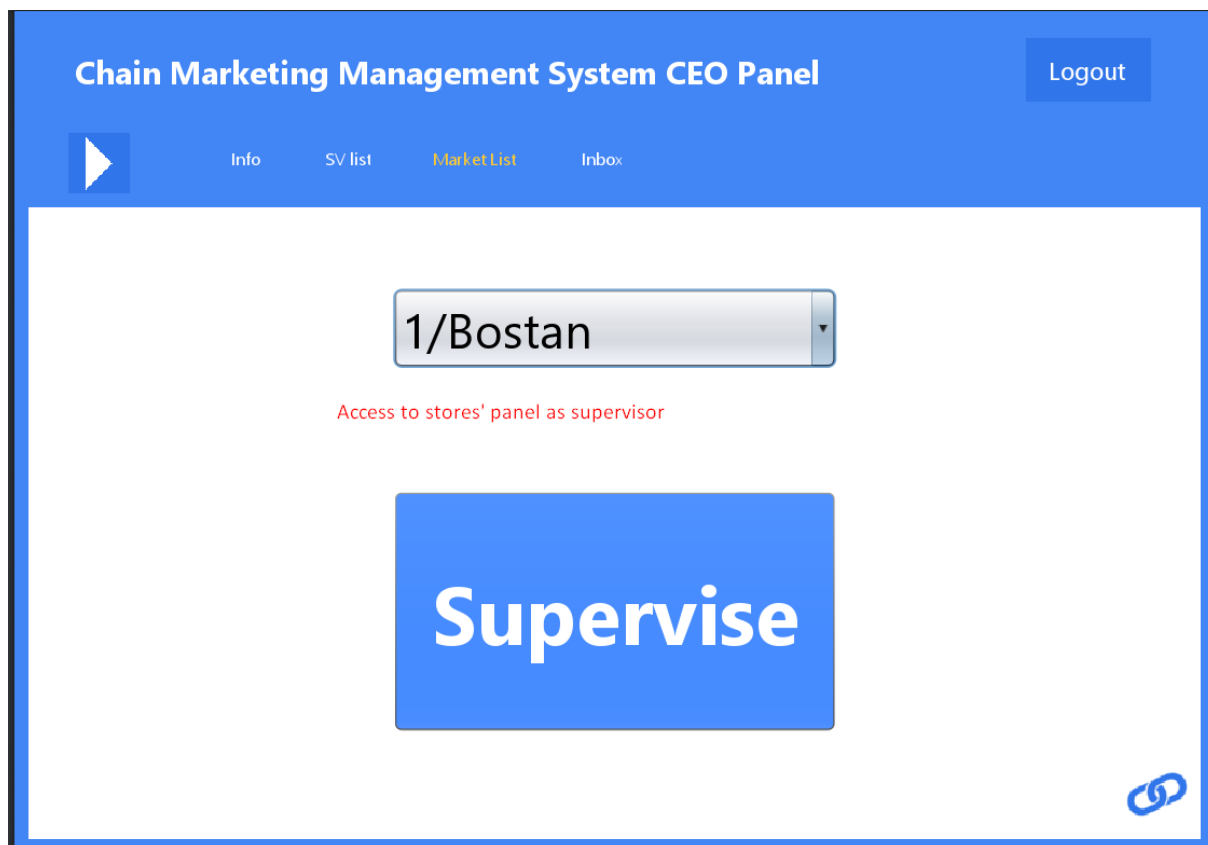 Chain Marketing Management System CEO Panel
Logout
Info SV list Market List Inbox
1/Bostan
Access to stores' panel as supervisor
Supervise